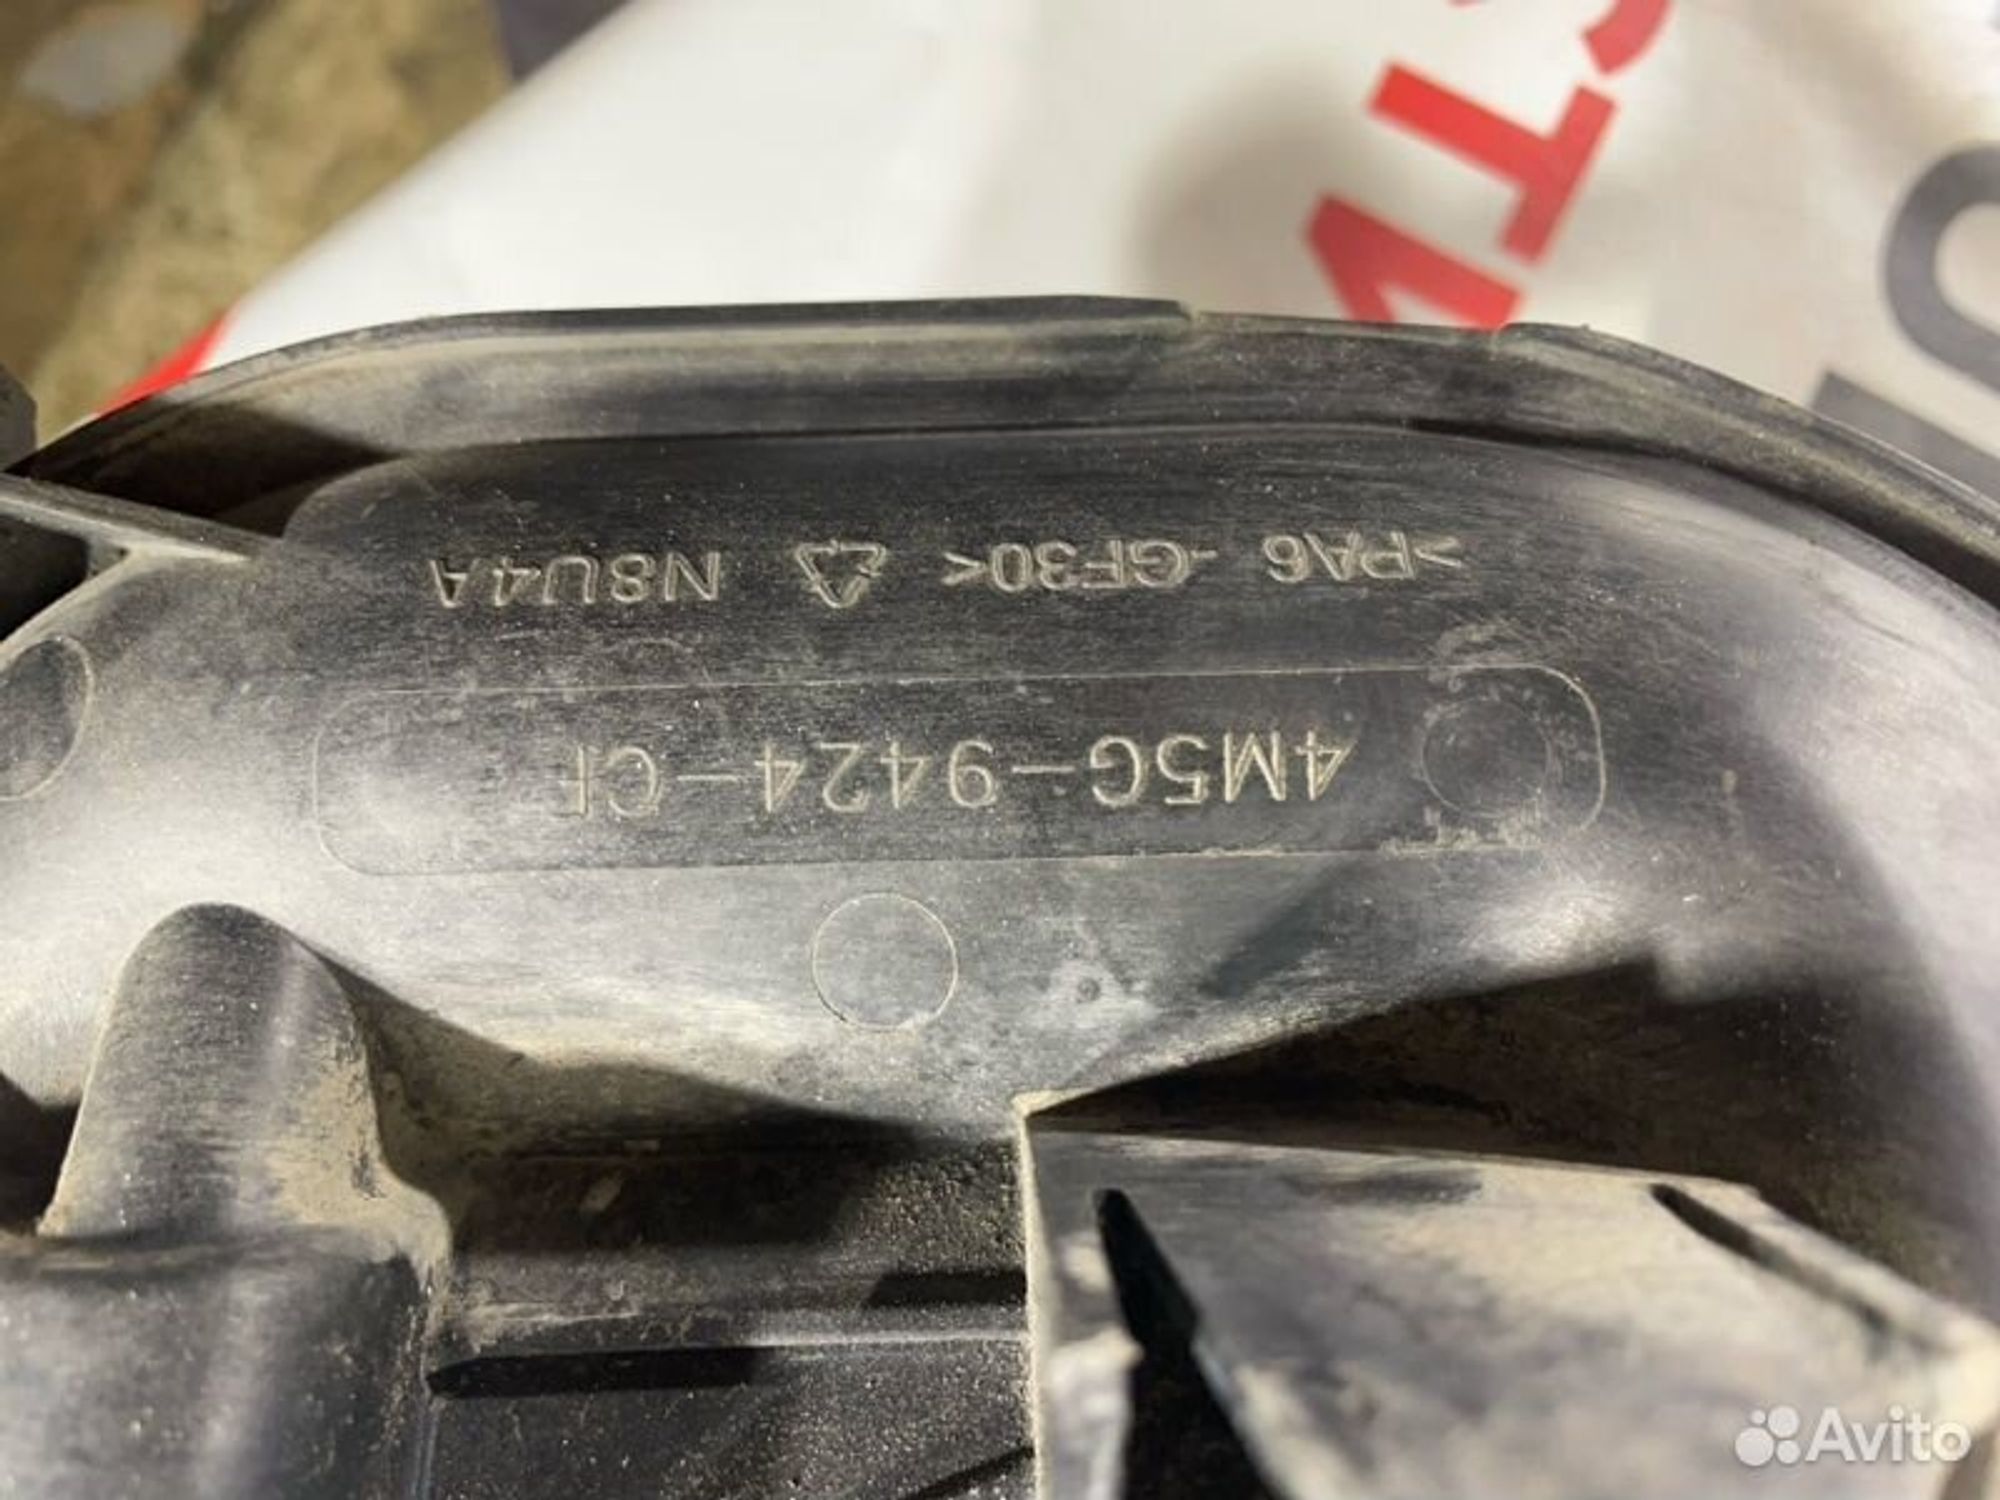 4M5G-9424-CF
>PA6 -GF30< N8U4A
Avito